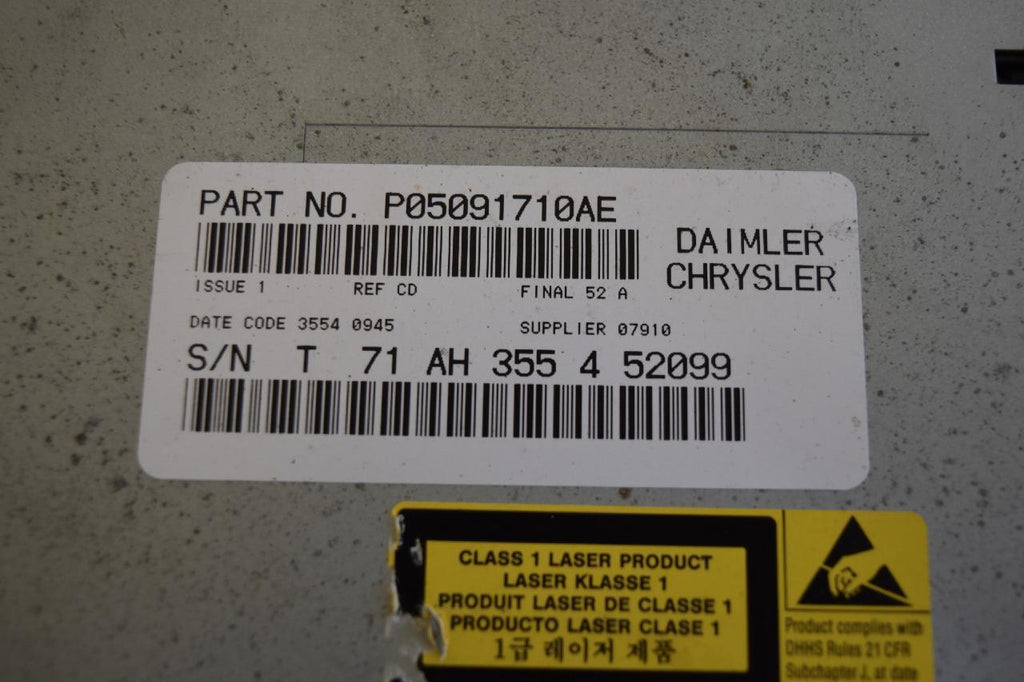 PART NO. P05091710AE
DAIMLER
CHRYSLER
ISSUE 1 REF CD FINAL 52 A
DATE CODE 3554 0945 SUPPLIER 07910
S/N T 71 AH 355 4 52099
CLASS 1 LASER PRODUCT
LASER KLASSE 1
PRODUIT LASER DE CLASSE 1
PRODUCTO LASER CLASE 1
1급 레이저 제품
Product complies with
DHHS Rules 21 CFR
Subchapter J, at date